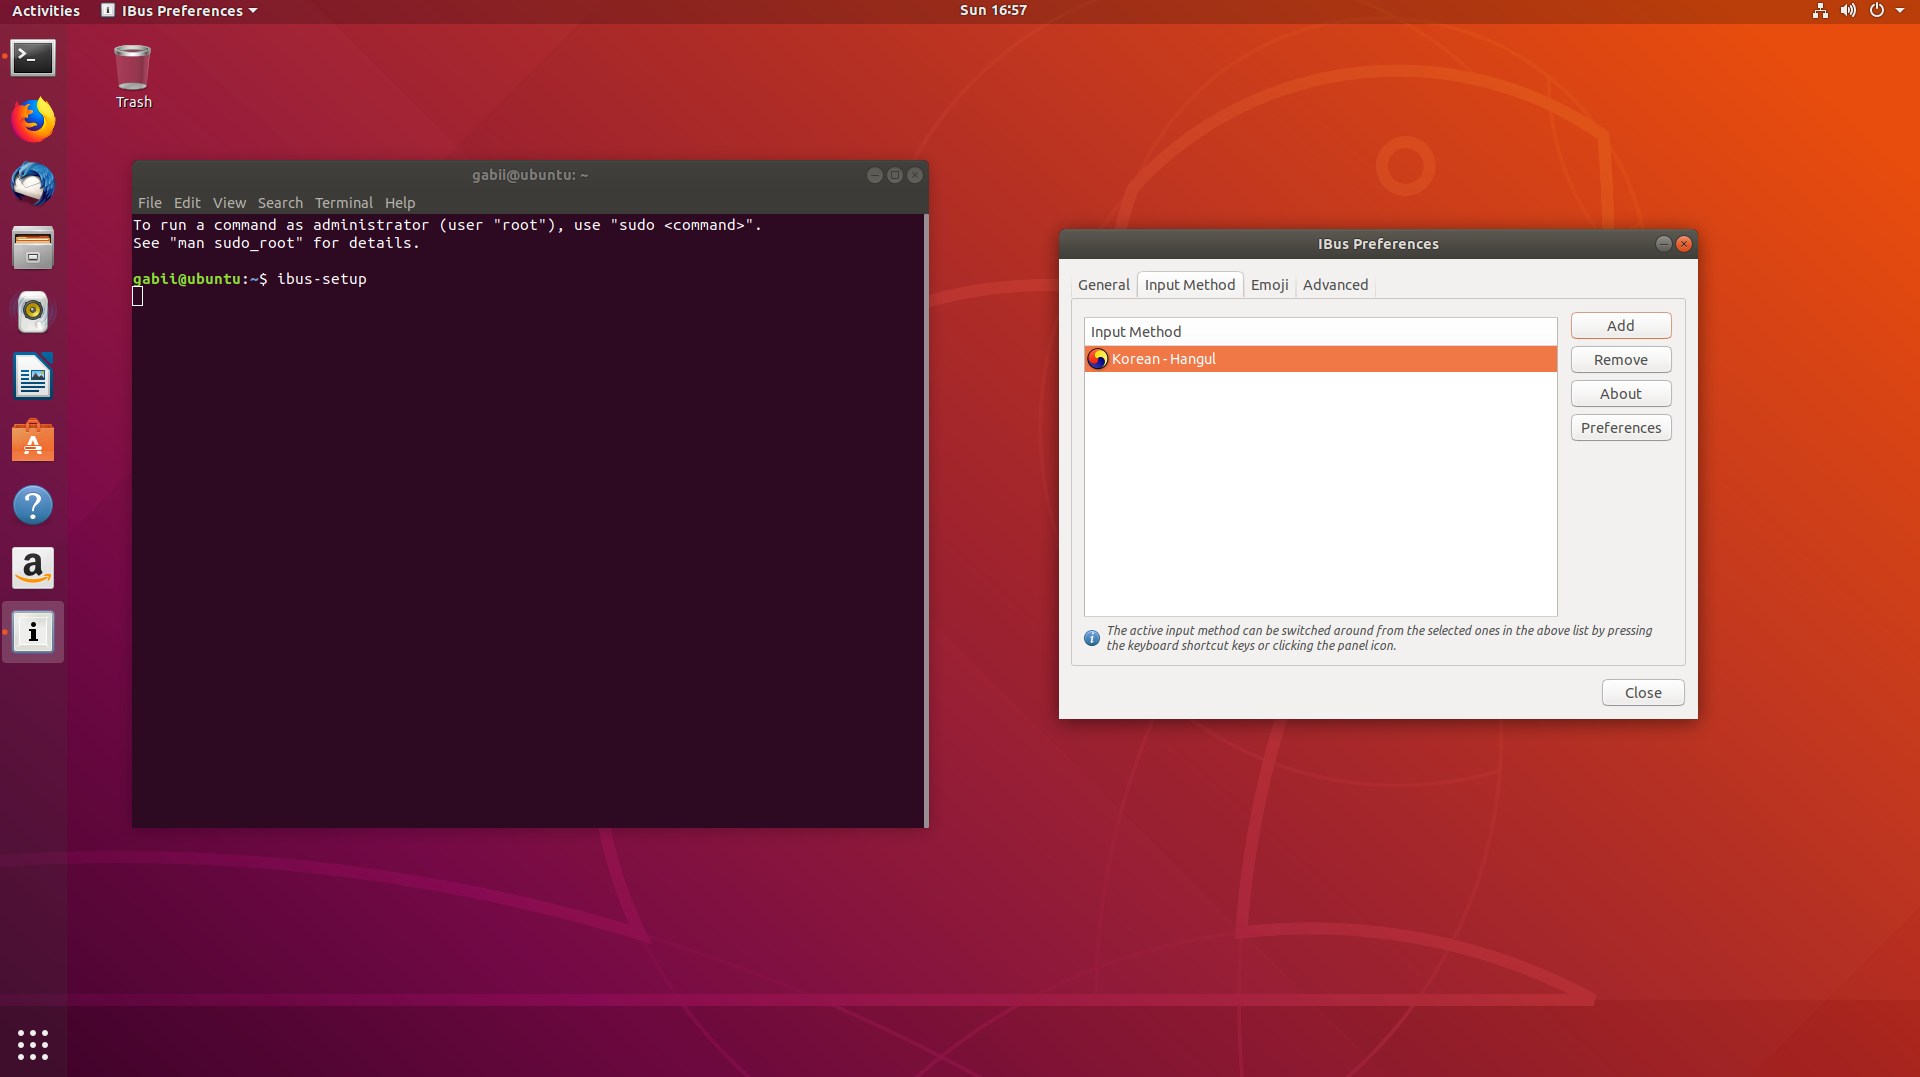 Activities
IBus Preferences
Sun 16:57
Trash
gabii@ubuntu: ~
File Edit View Search Terminal Help
To run a command as administrator (user "root"), use "sudo <command>".
See "man sudo_root" for details.
gabii@ubuntu:~$ ibus-setup
IBus Preferences
General Input Method Emoji Advanced
Input Method
Korean - Hangul
Add
Remove
About
Preferences
The active input method can be switched around from the selected ones in the above list by pressing
the keyboard shortcut keys or clicking the panel icon.
Close